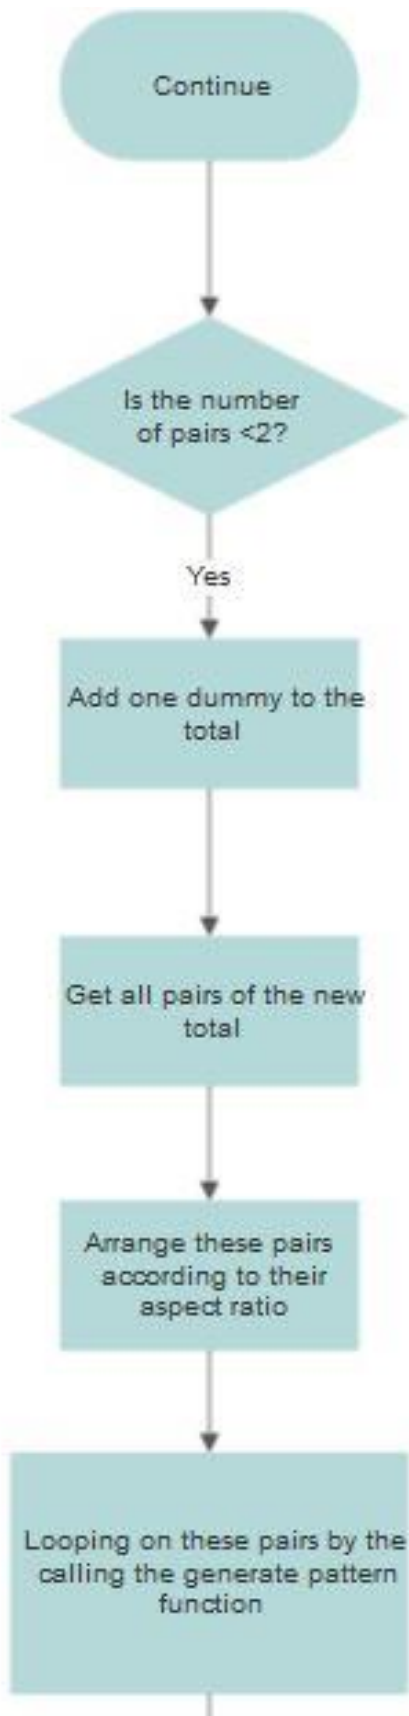 Continue
Is the number
of pairs <2?
Yes
Add one dummy to the
total
Get all pairs of the new
total
Arrange these pairs
according to their
aspect ratio
Looping on these pairs by the
calling the generate pattern
function